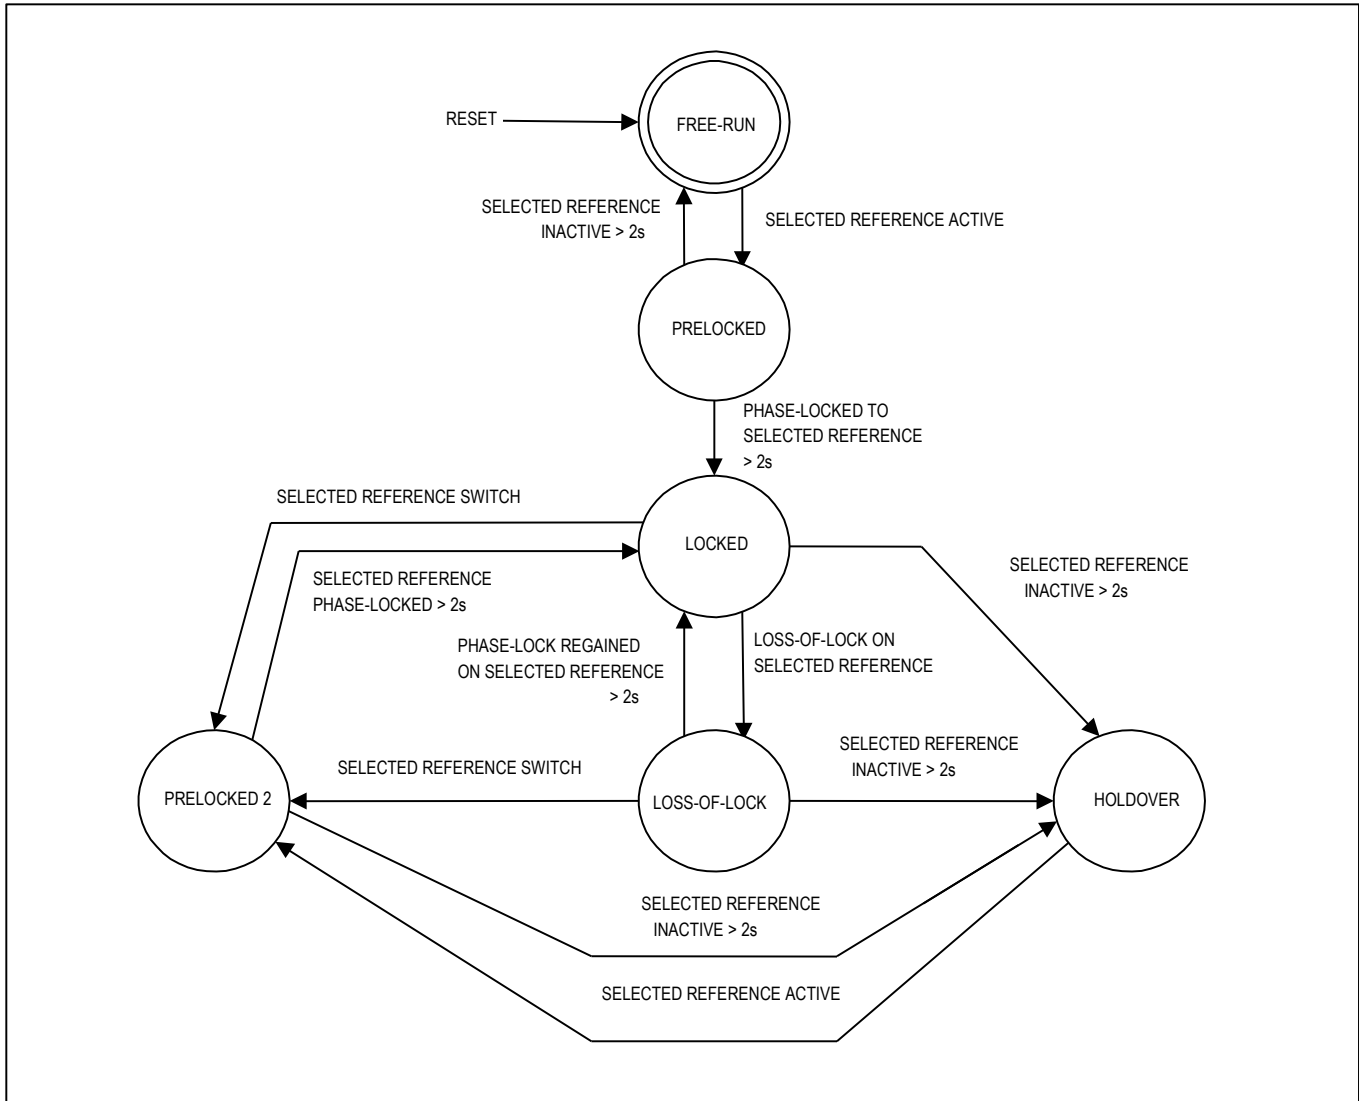 RESET
FREE-RUN
SELECTED REFERENCE
INACTIVE > 2s
SELECTED REFERENCE ACTIVE
PRELOCKED
PHASE-LOCKED TO
SELECTED REFERENCE
> 2s
SELECTED REFERENCE SWITCH
LOCKED
SELECTED REFERENCE
PHASE-LOCKED > 2s
SELECTED REFERENCE
INACTIVE > 2s
PHASE-LOCK REGAINED
ON SELECTED REFERENCE
> 2s
LOSS-OF-LOCK ON
SELECTED REFERENCE
SELECTED REFERENCE SWITCH
SELECTED REFERENCE
INACTIVE > 2s
PRELOCKED 2
LOSS-OF-LOCK
HOLDOVER
SELECTED REFERENCE
INACTIVE > 2s
SELECTED REFERENCE ACTIVE